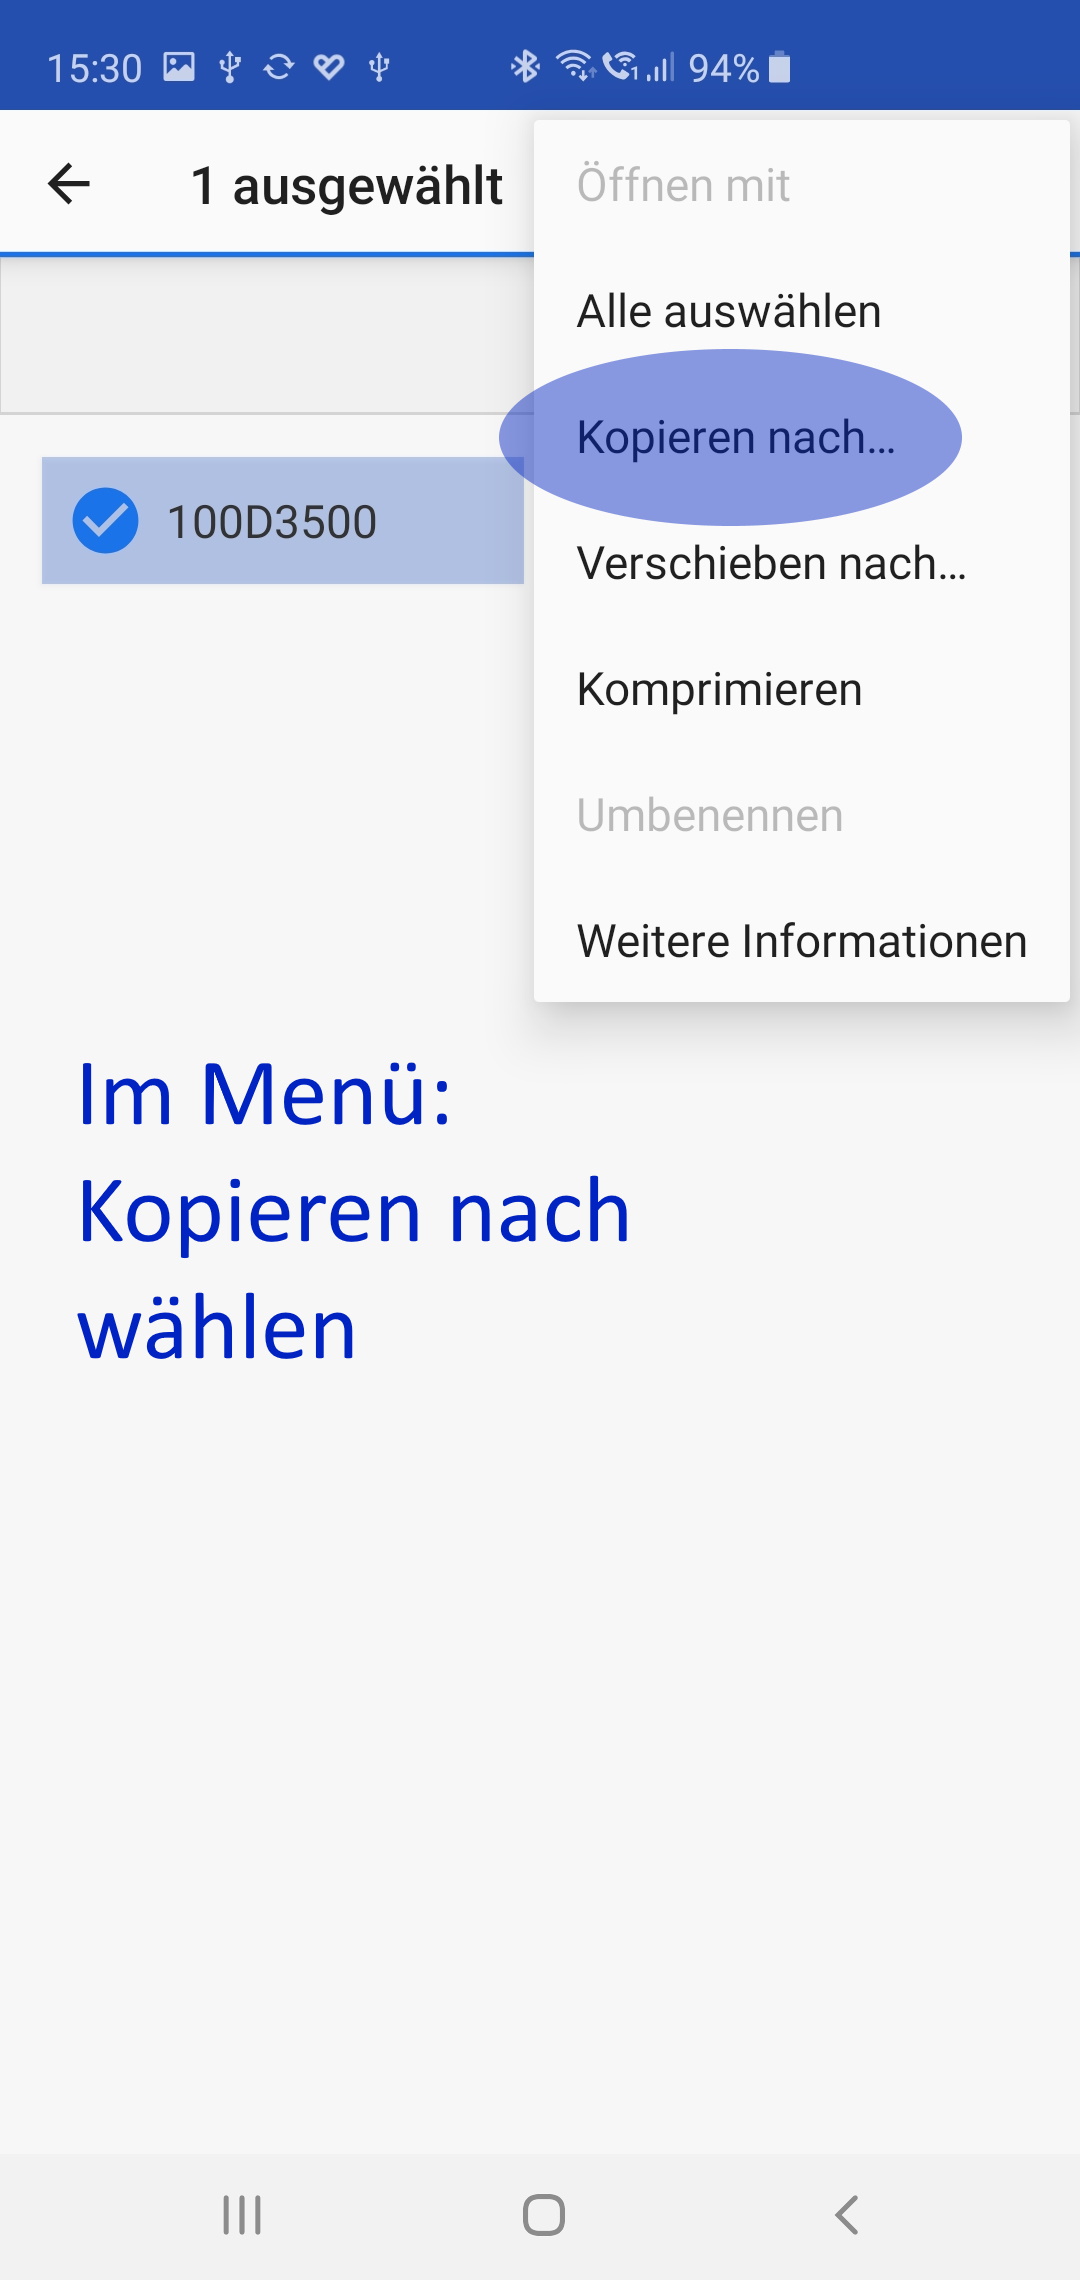 15:30
94%
1 ausgewählt
Öffnen mit
Alle auswählen
Kopieren nach...
100D3500
Verschieben nach...
Komprimieren
Umbenennen
Weitere Informationen
Im Menü:
Kopieren nach
wählen